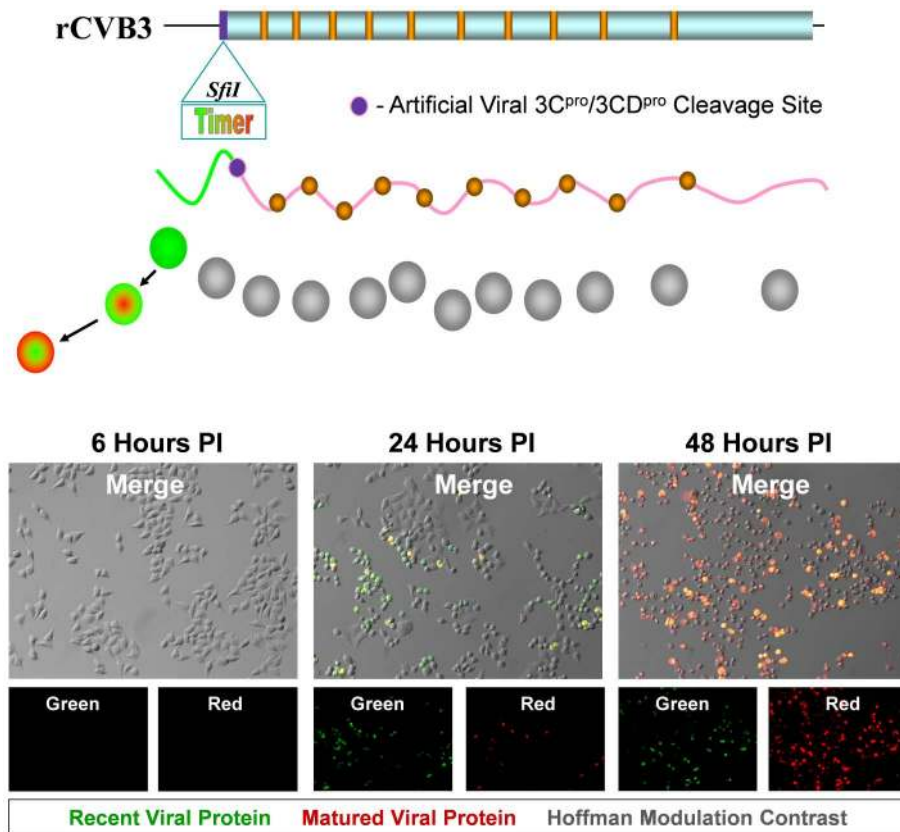 rCVB3
SfiI
Timer
- Artificial Viral 3Cpro/3CDpro Cleavage Site
6 Hours PI
24 Hours PI
48 Hours PI
Merge
Merge
Merge
Green
Red
Green
Red
Green
Red
Recent Viral Protein Matured Viral Protein Hoffman Modulation Contrast